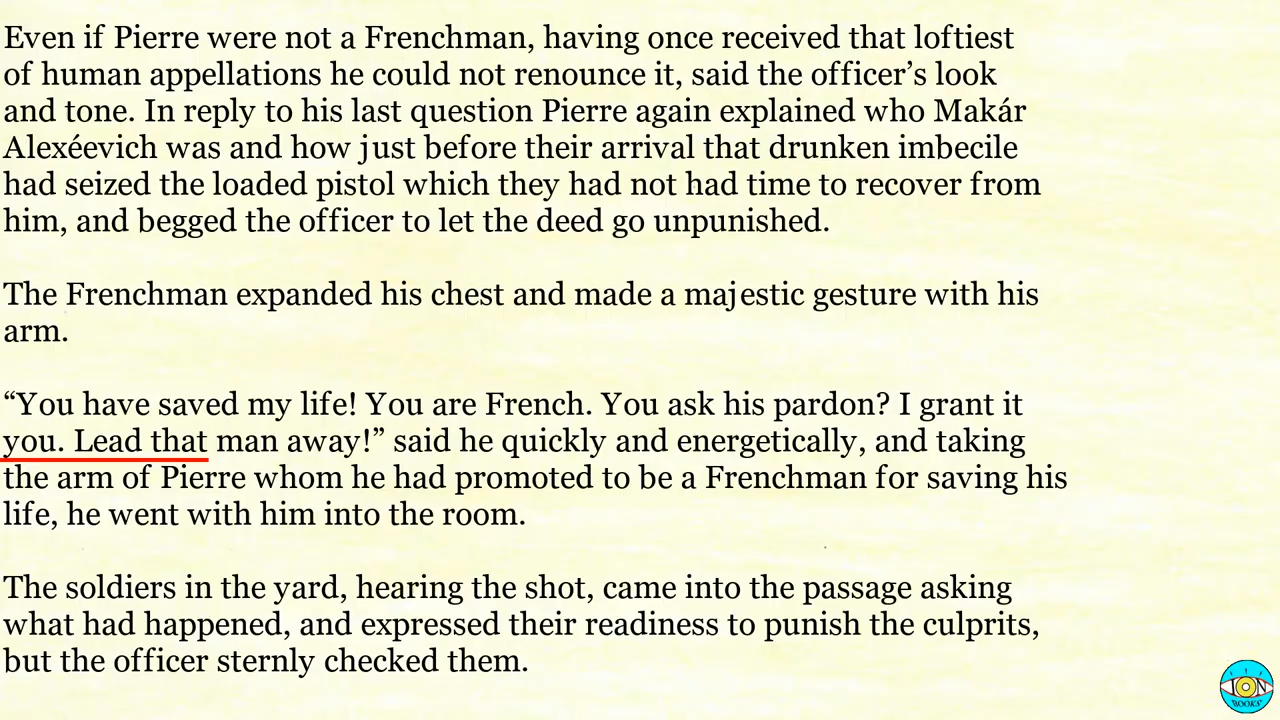 Even if Pierre were not a Frenchman, having once received that loftiest
of human appellations he could not renounce it, said the officer’s look
and tone. In reply to his last question Pierre again explained who Makár
Alexéevich was and how just before their arrival that drunken imbecile
had seized the loaded pistol which they had not had time to recover from
him, and begged the officer to let the deed go unpunished.
The Frenchman expanded his chest and made a majestic gesture with his
arm.
“You have saved my life! You are French. You ask his pardon? I grant it
you. Lead that man away!” said he quickly and energetically, and taking
the arm of Pierre whom he had promoted to be a Frenchman for saving his
life, he went with him into the room.
The soldiers in the yard, hearing the shot, came into the passage asking
what had happened, and expressed their readiness to punish the culprits,
but the officer sternly checked them.
ION
BOOKS